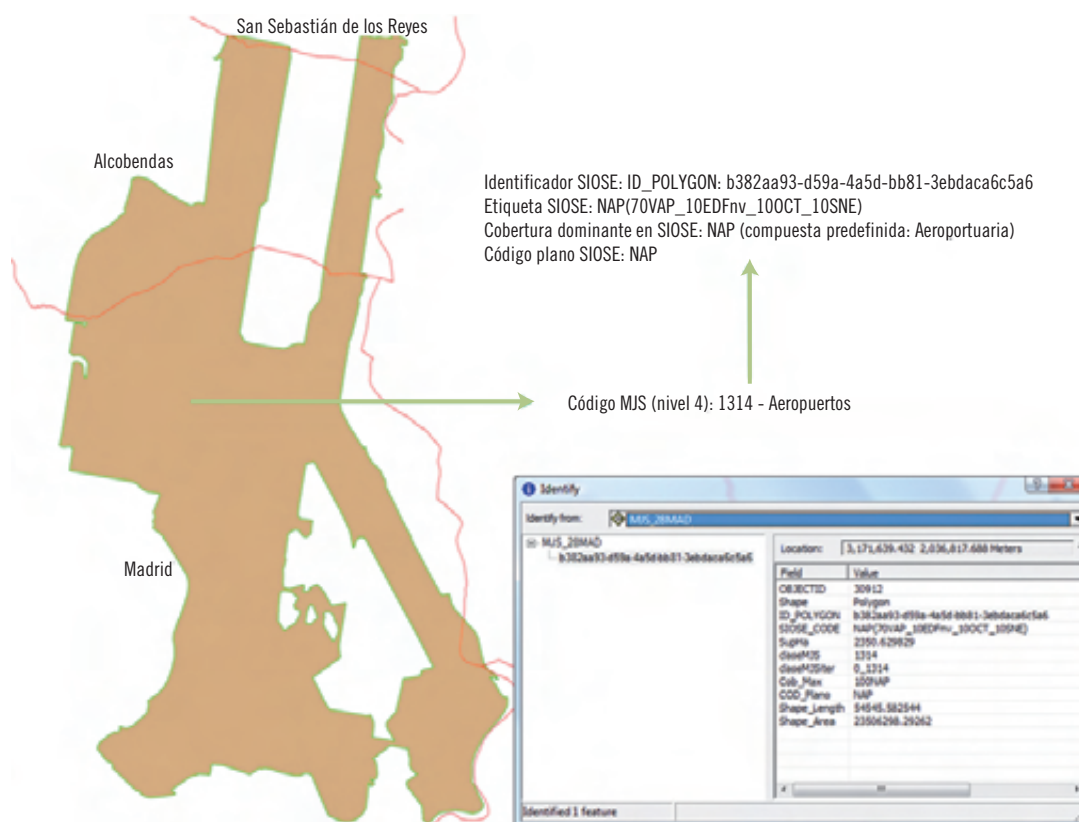 San Sebastián de los Reyes
Alcobendas
Identificador SIOSE: ID_POLYGON: b382aa93-d59a-4a5d-bb81-3ebdaca6c5a6
Etiqueta SIOSE: NAP(70VAP_10EDFnv_10OCT_10SNE)
Cobertura dominante en SIOSE: NAP (compuesta predefinida: Aeroportuaria)
Código plano SIOSE: NAP
Código MJS (nivel 4): 1314 - Aeropuertos
Madrid
Identify
Identify from: MJS_28MAD
MJS_28MAD
b382aa93-d59a-4a5d-bb81-3ebdaca6c5a6
Location: 3,171,639.432 2,036,817.688 Meters
Field Value
OBJECTID 30912
Shape Polygon
ID_POLYGON b382aa93-d59a-4a5d-bb81-3ebdaca6c5a6
SIOSE_CODE NAP(70VAP_10EDFnv_10OCT_10SNE)
SupHa 2350.629829
claseMJS 1314
claseMJSiter 0_1314
Cob_Max 100NAP
COD_Plano NAP
Shape_Length 54545.582544
Shape_Area 23506298.29262
Identified 1 feature